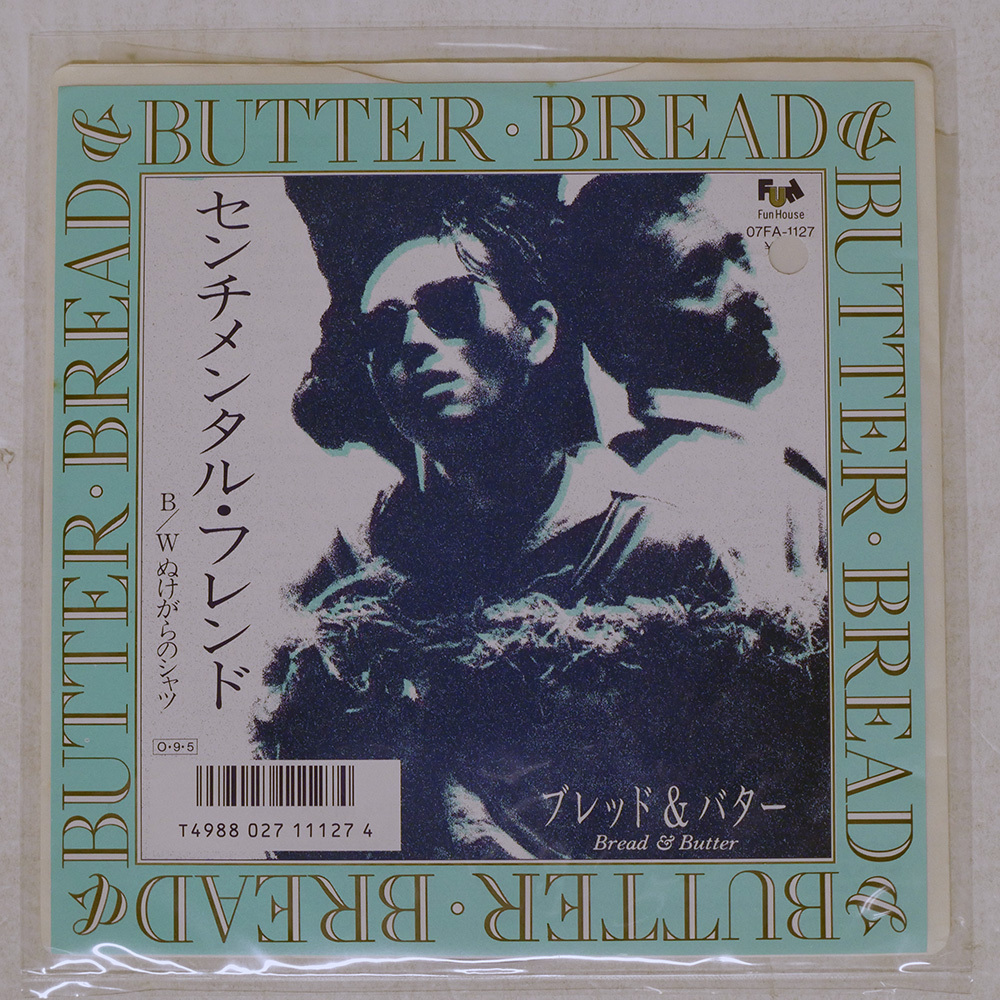 & BUTTER・BREAD
& BUTTER・BREAD
& BUTTER・BREAD
& BUTTER・BREAD
Fun
Fun House
07FA-1127
¥
センチメンタル・フレンド
B/W ぬけがらのシャツ
O・9・5
T4988 027 11127 4
ブレッド&バター
Bread & Butter